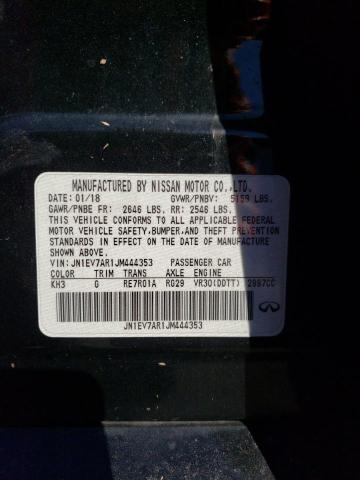 MANUFACTURED BY NISSAN MOTOR CO.,LTD.
DATE: 01/18 GVWR/PNBV: 5159 LBS.
GAWR/PNBE FR: 2646 LBS. RR: 2546 LBS.
THIS VEHICLE CONFORMS TO ALL APPLICABLE FEDERAL
MOTOR VEHICLE SAFETY,BUMPER, AND THEFT PREVENTION
STANDARDS IN EFFECT ON THE DATE OF MANUFACTURE
SHOWN ABOVE.
VIN: JN1EV7AR1JM444353 PASSENGER CAR
COLOR TRIM TRANS AXLE ENGINE
KH3 G RE7R01A RG29 VR30(DDTT) 2997CC
JN1EV7AR1JM444353
INFINITI